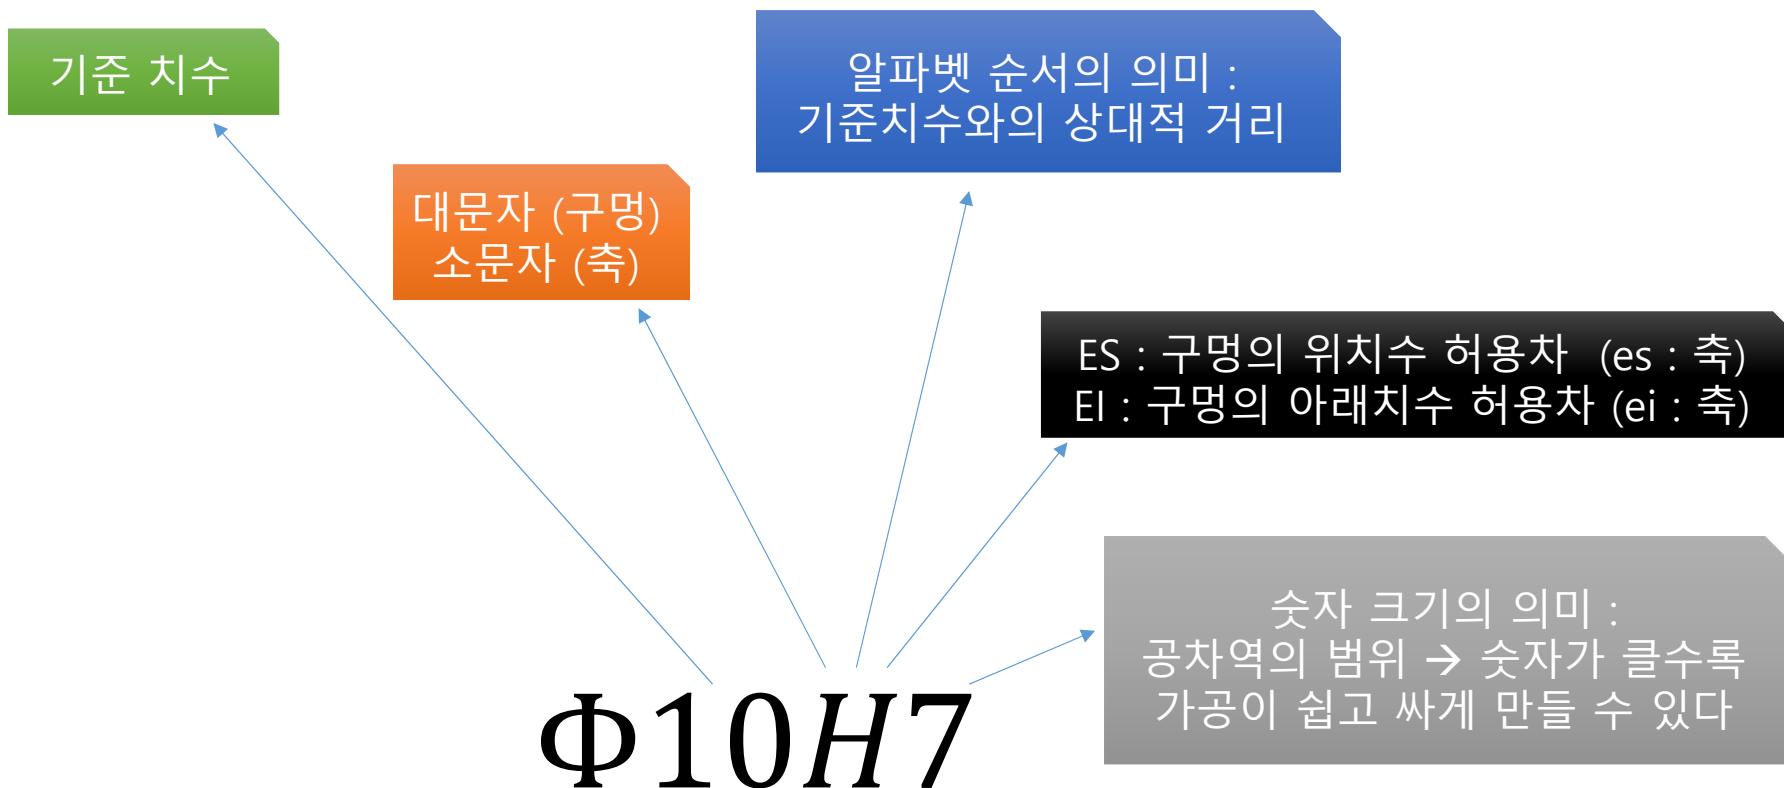 기준 치수
알파벳 순서의 의미 :
기준치수와의 상대적 거리
대문자 (구멍)
소문자 (축)
ES : 구멍의 위치수 허용차 (es : 축)
EI : 구멍의 아래치수 허용차 (ei : 축)
숫자 크기의 의미 :
공차역의 범위 → 숫자가 클수록
가공이 쉽고 싸게 만들 수 있다
Φ10H7